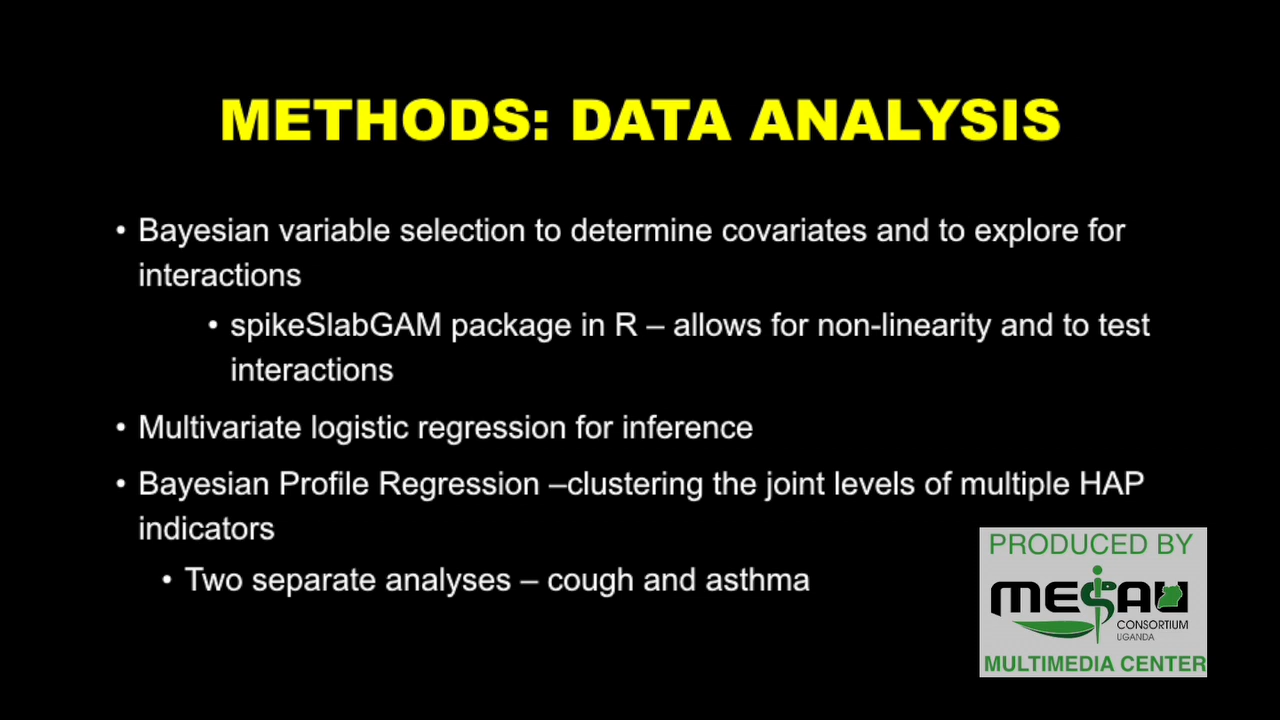 METHODS: DATA ANALYSIS
• Bayesian variable selection to determine covariates and to explore for
interactions
• spikeSlabGAM package in R – allows for non-linearity and to test
interactions
• Multivariate logistic regression for inference
• Bayesian Profile Regression –clustering the joint levels of multiple HAP
indicators
• Two separate analyses – cough and asthma
PRODUCED BY
MESAU
CONSORTIUM
UGANDA
MULTIMEDIA CENTER